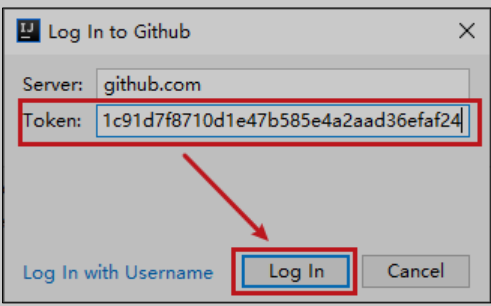 Log In to Github
Server: github.com
Token: 1c91d7f8710d1e47b585e4a2aad36efaf24
Log In with Username Log In Cancel